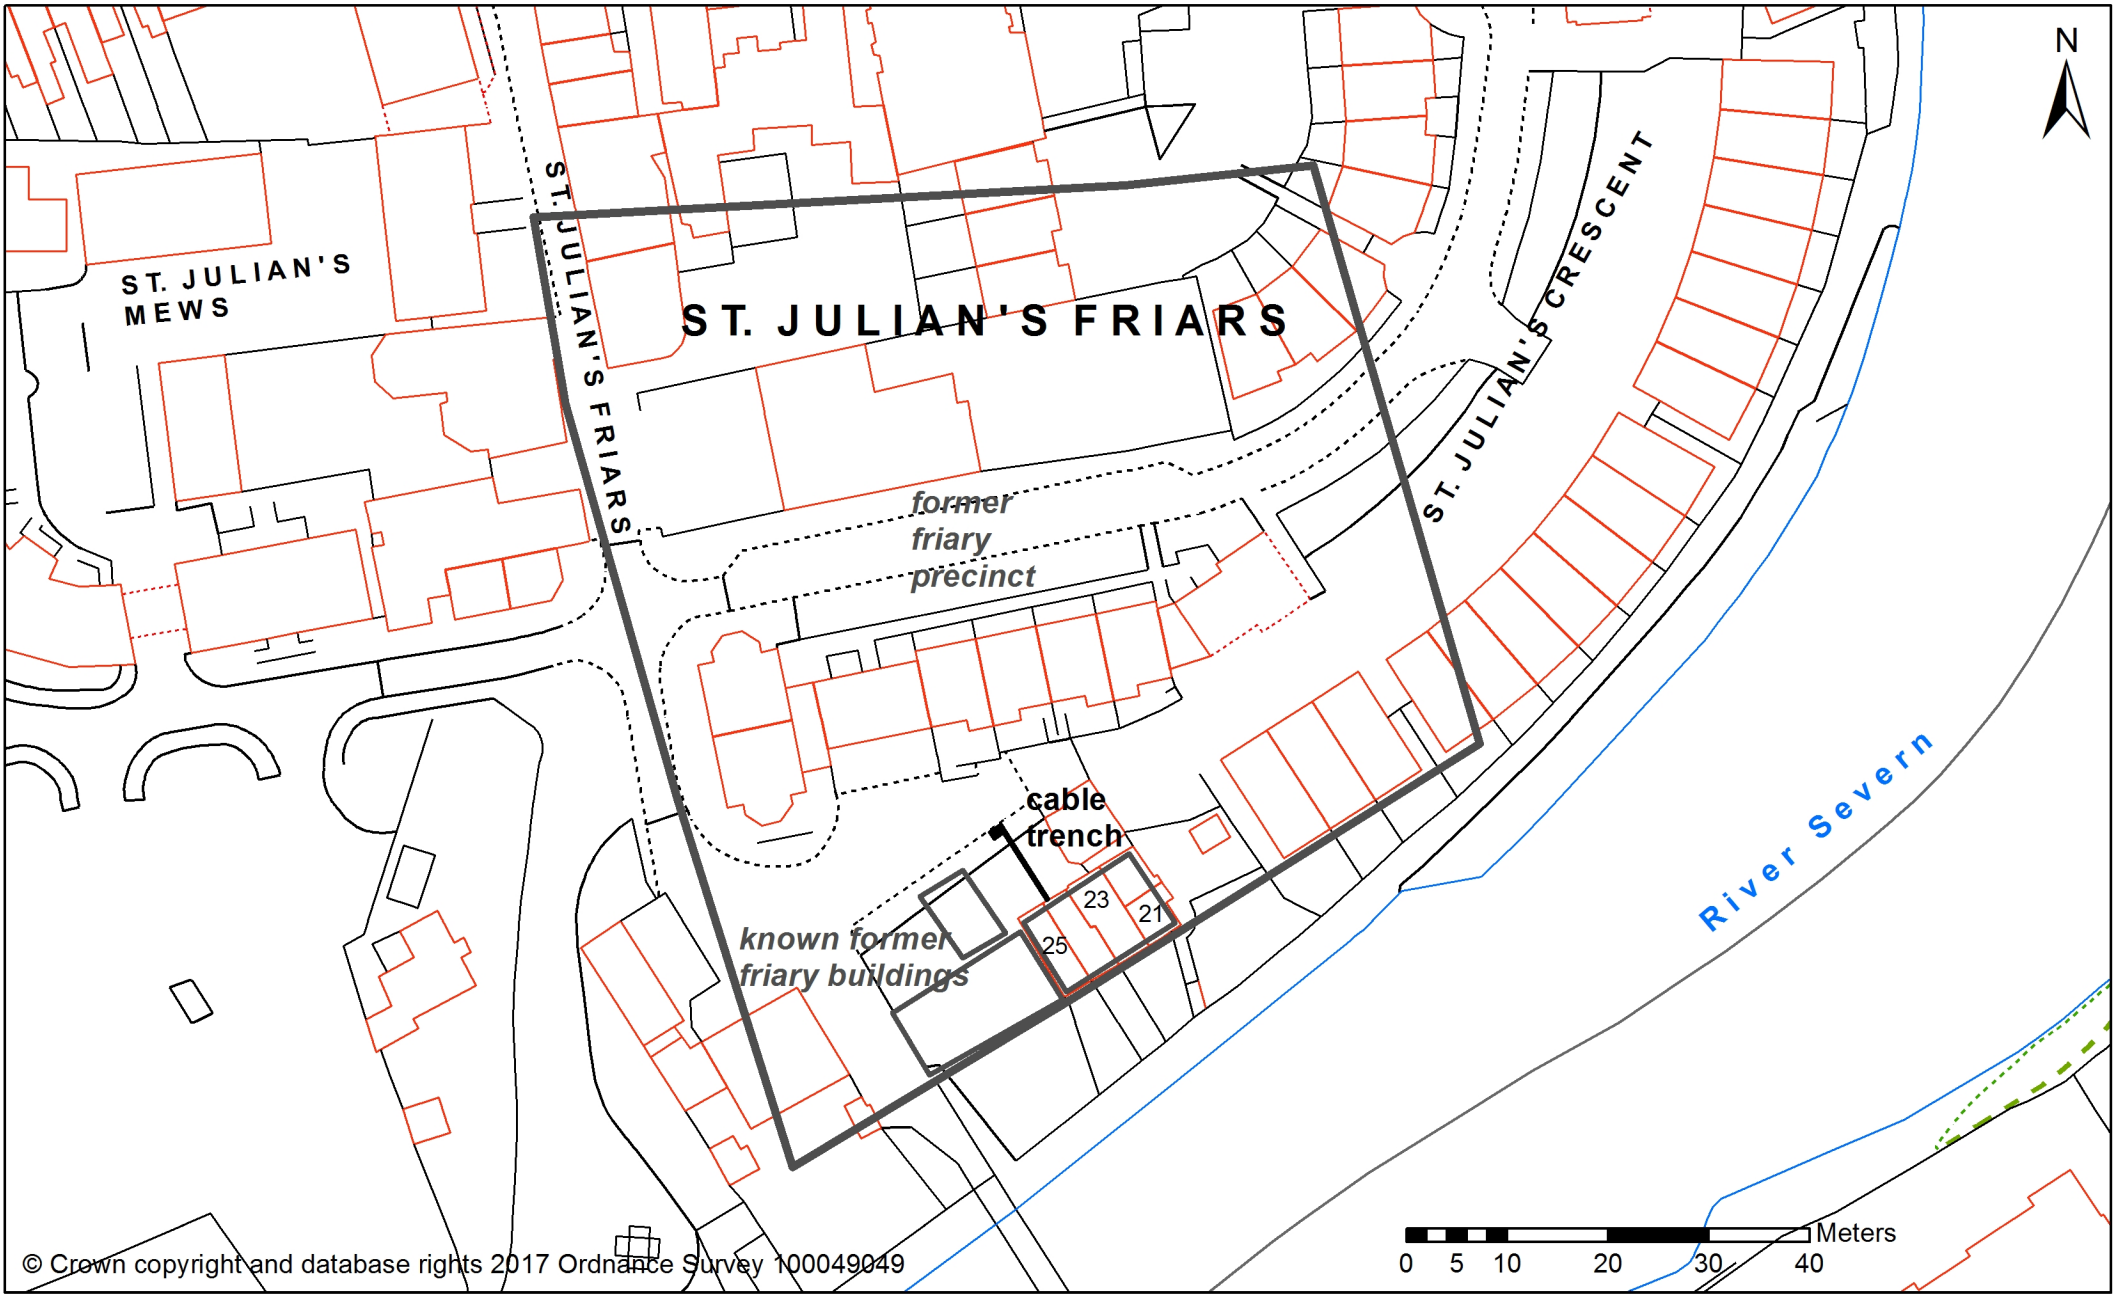 N
ST. JULIAN'S
MEWS
ST. JULIAN'S FRIARS
ST. JULIAN'S FRIARS
ST. JULIAN'S CRESCENT
former
friary
precinct
cable
trench
23
21
25
known former
friary buildings
River Severn
Meters
0 5 10 20 30 40
© Crown copyright and database rights 2017 Ordnance Survey 100049049